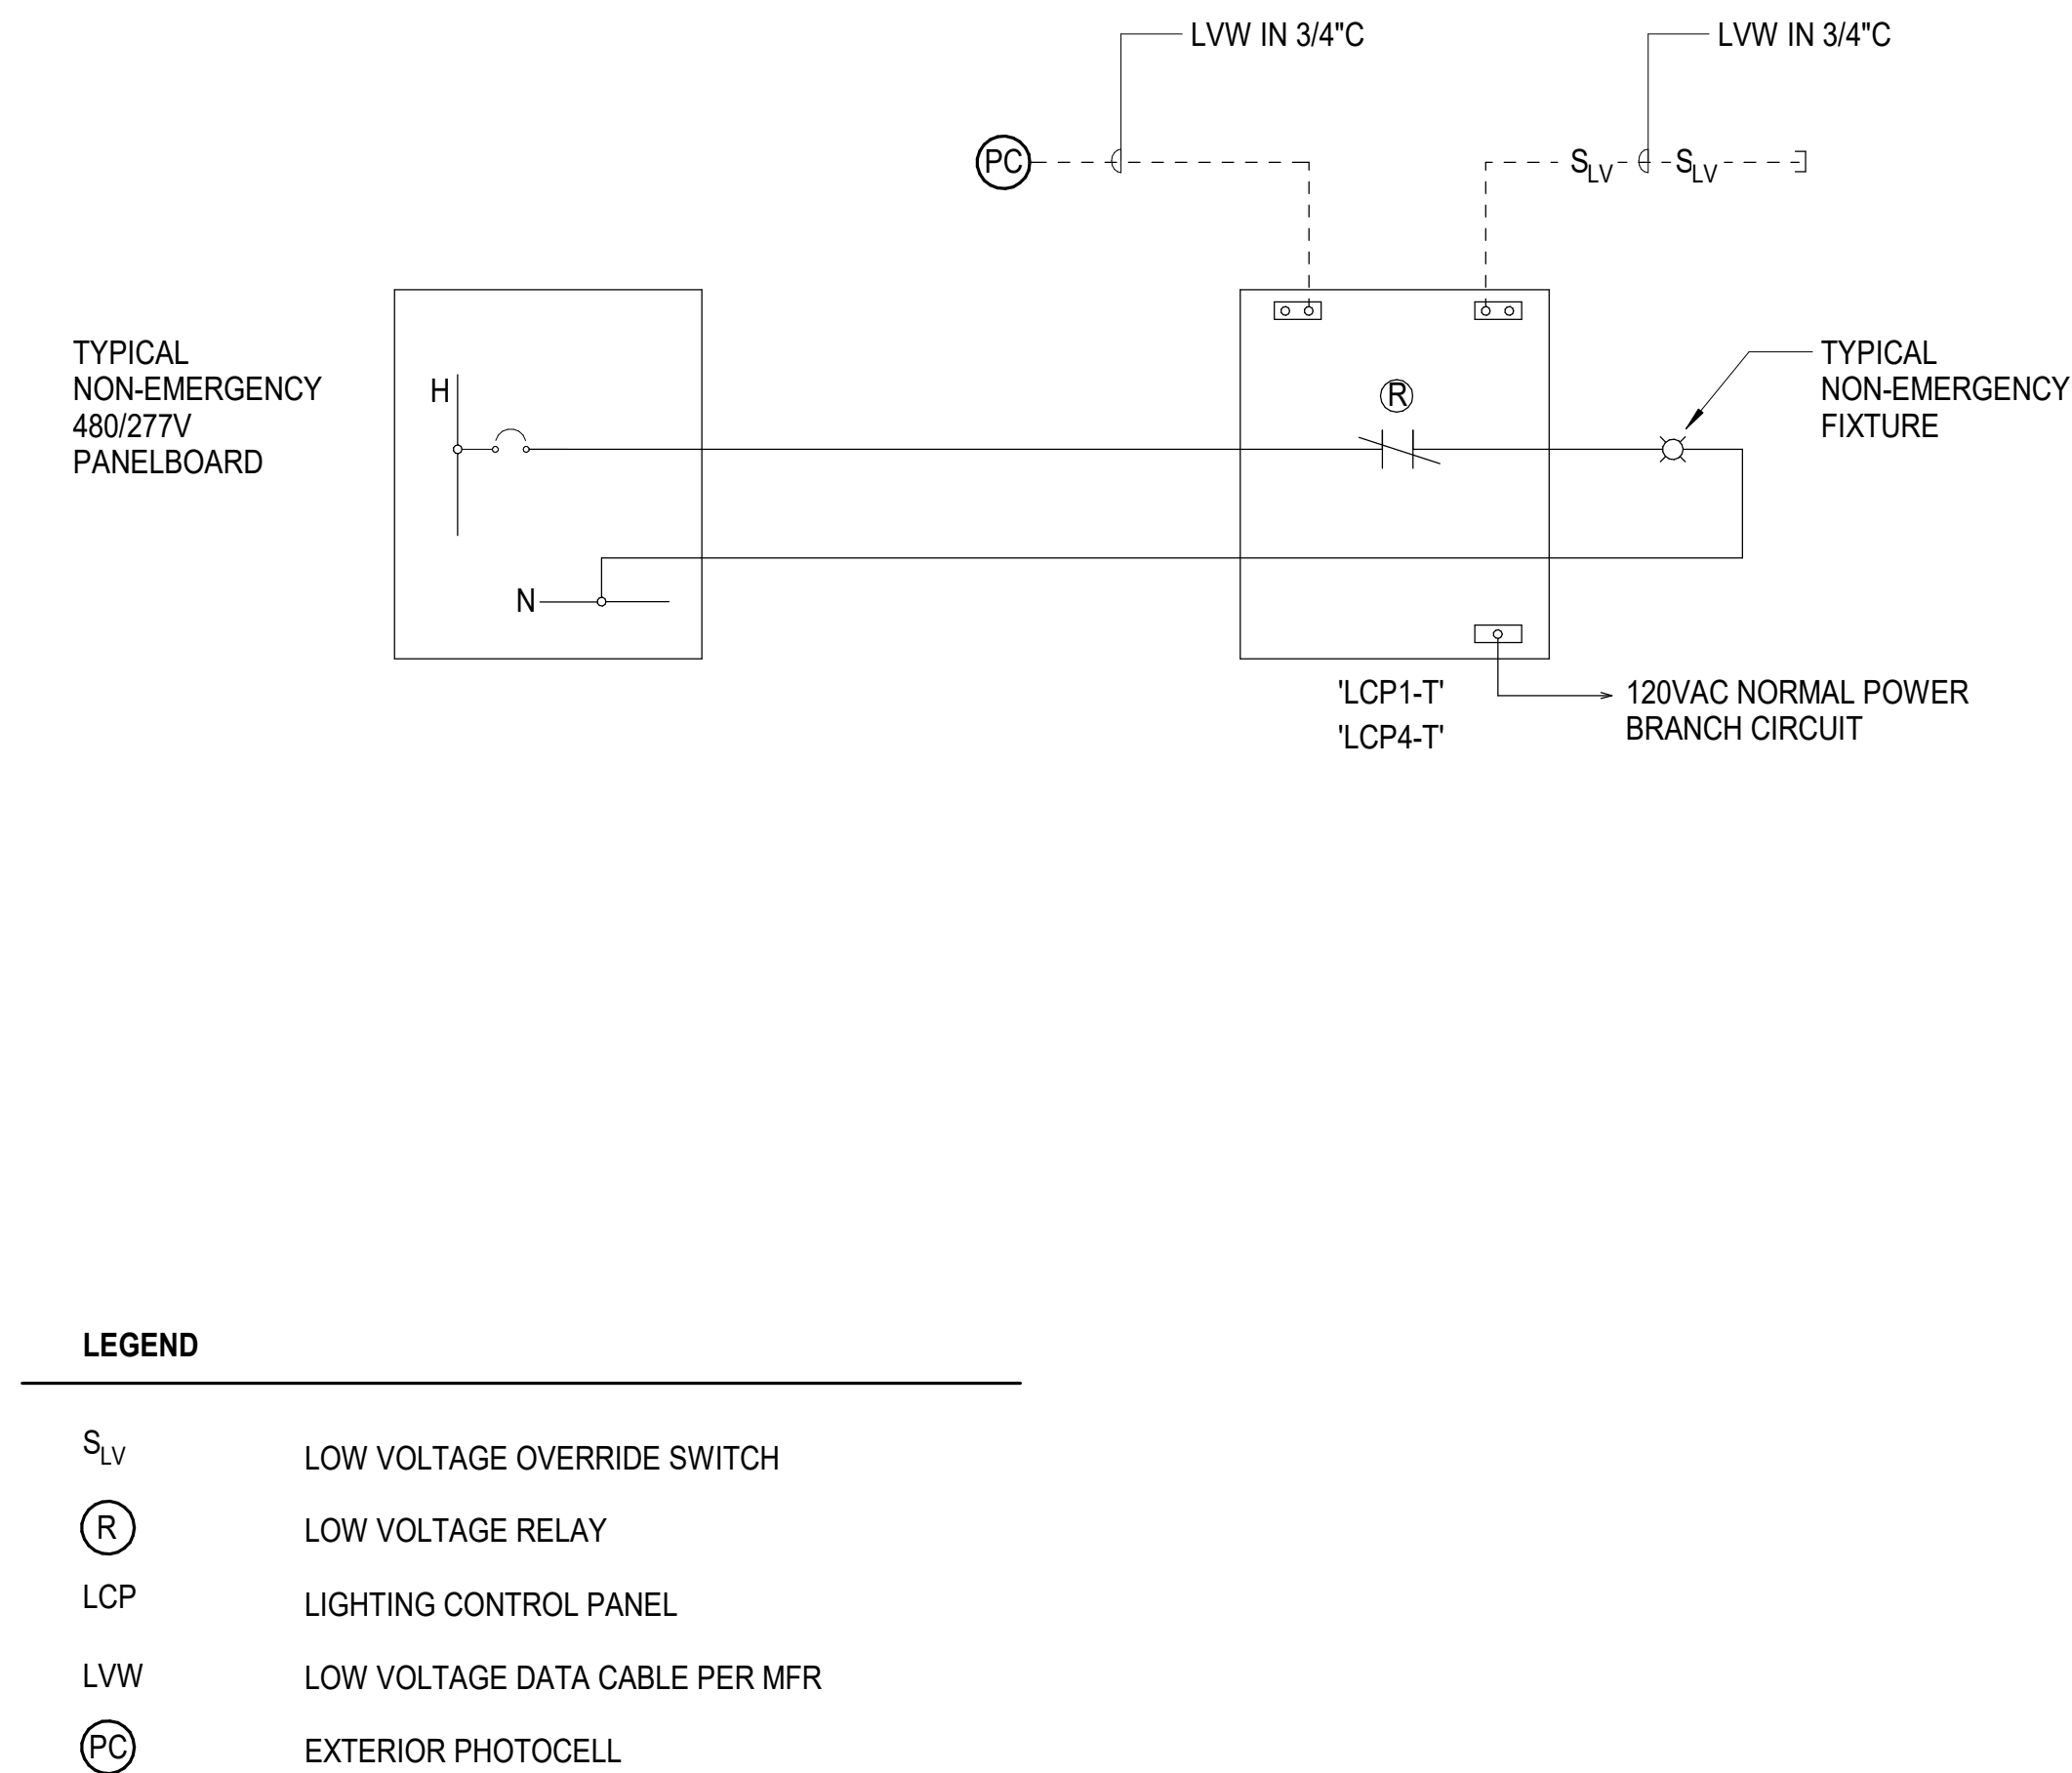 LVW IN 3/4"C
LVW IN 3/4"C
PC
SLV
SLV
TYPICAL
NON-EMERGENCY
480/277V
PANELBOARD
H
R
TYPICAL
NON-EMERGENCY
FIXTURE
N
'LCP1-T'
'LCP4-T'
120VAC NORMAL POWER
BRANCH CIRCUIT
LEGEND
SLV LOW VOLTAGE OVERRIDE SWITCH
R LOW VOLTAGE RELAY
LCP LIGHTING CONTROL PANEL
LVW LOW VOLTAGE DATA CABLE PER MFR
PC EXTERIOR PHOTOCELL